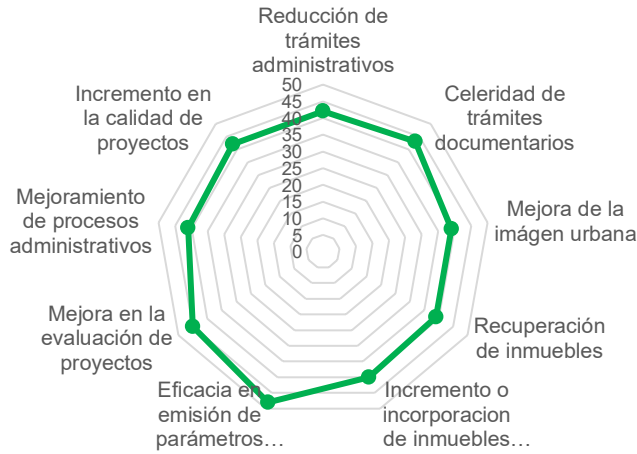 Reducción de
trámites
administrativos
Celeridad de
trámites
documentarios
Mejora de la
imágen urbana
Recuperación
de inmuebles
Incremento o
incorporacion
de inmuebles…
Eficacia en
emisión de
parámetros…
Mejora en la
evaluación de
proyectos
Mejoramiento
de procesos
administrativos
Incremento en
la calidad de
proyectos
50
45
40
35
30
25
20
15
10
5
0